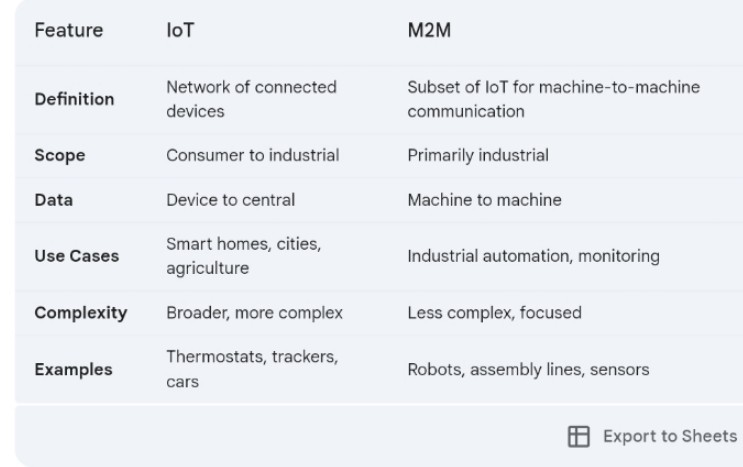 Feature IoT M2M
Definition Network of connected devices Subset of IoT for machine-to-machine communication
Scope Consumer to industrial Primarily industrial
Data Device to central Machine to machine
Use Cases Smart homes, cities, agriculture Industrial automation, monitoring
Complexity Broader, more complex Less complex, focused
Examples Thermostats, trackers, cars Robots, assembly lines, sensors
Export to Sheets